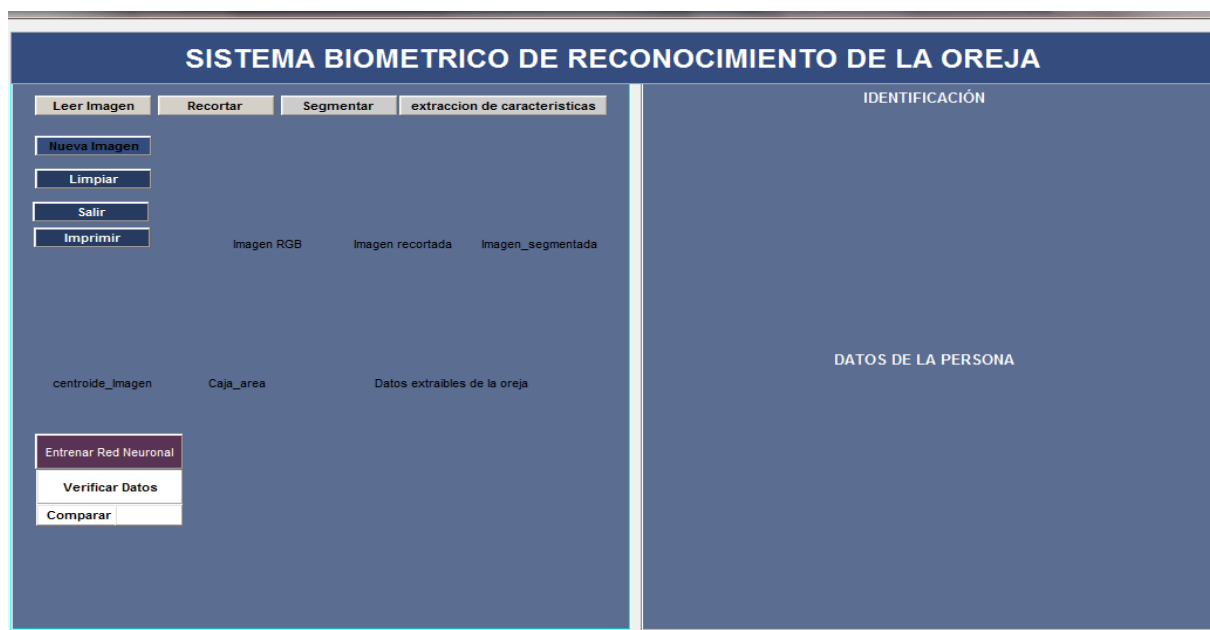 SISTEMA BIOMETRICO DE RECONOCIMIENTO DE LA OREJA
Leer Imagen Recortar Segmentar extraccion de caracteristicas
Nueva Imagen
Limpiar
Salir
Imprimir
Imagen RGB Imagen recortada Imagen_segmentada
centroide_Imagen Caja_area Datos extraibles de la oreja
Entrenar Red Neuronal
Verificar Datos
Comparar
IDENTIFICACIÓN
DATOS DE LA PERSONA